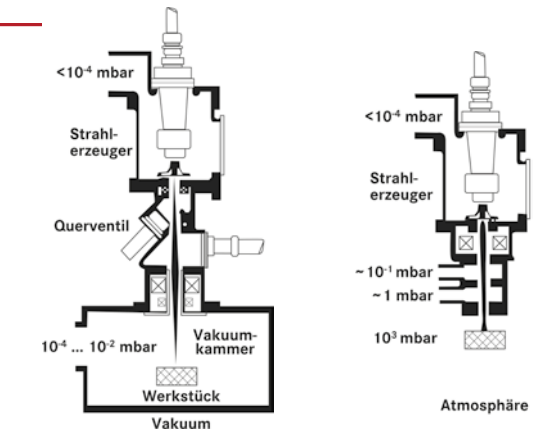 <10-4 mbar
Strahl-
erzeuger
Querventil
10-4 ... 10-2 mbar
Vakuum-
kammer
Werkstück
Vakuum
<10-4 mbar
Strahl-
erzeuger
~ 10-1 mbar
~ 1 mbar
103 mbar
Atmosphäre